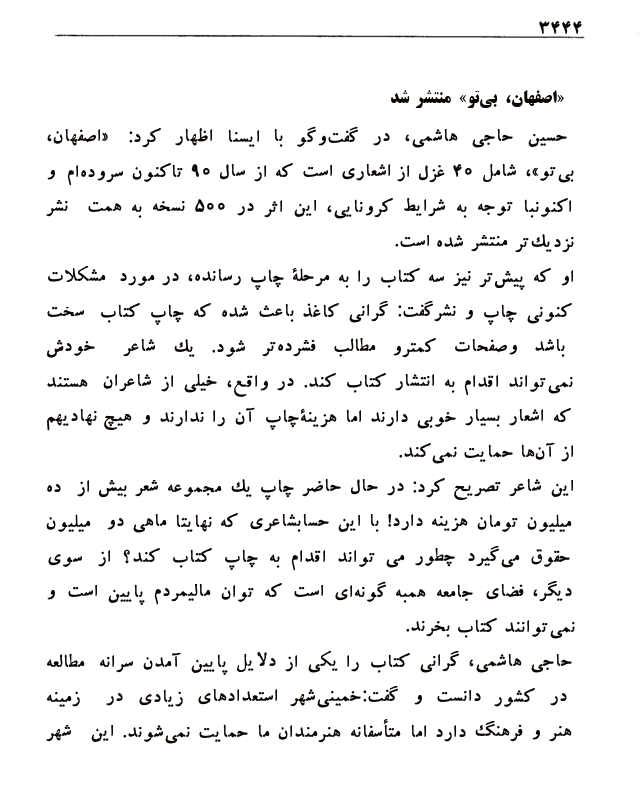 ۳۴۴۴
«اصفهان، بی‌تو» منتشر شد
حسین حاجی هاشمی، در گفت‌وگو با ایسنا اظهار کرد: «اصفهان،
بی‌تو»، شامل ۴۰ غزل از اشعاری است که از سال ۹۰ تاکنون سروده‌ام و
اکنونبا توجه به شرایط کرونایی، این اثر در ۵۰۰ نسخه به همت نشر
نزدیك‌تر منتشر شده است.
او که پیش‌تر نیز سه کتاب را به مرحلهٔ چاپ رسانده، در مورد مشکلات
کنونی چاپ و نشرگفت: گرانی کاغذ باعث شده که چاپ کتاب سخت
باشد وصفحات کمترو مطالب فشرده‌تر شود. یك شاعر خودش
نمی‌تواند اقدام به انتشار کتاب کند. در واقع، خیلی از شاعران هستند
که اشعار بسیار خوبی دارند اما هزینهٔ‌چاپ آن را ندارند و هیچ نهادیهم
از آن‌ها حمایت نمی‌کند.
این شاعر تصریح کرد: در حال حاضر چاپ یك مجموعه شعر بیش از ده
میلیون تومان هزینه دارد! با این حسابشاعری که نهایتا ماهی دو میلیون
حقوق می‌گیرد چطور می تواند اقدام به چاپ کتاب کند؟ از سوی
دیگر، فضای جامعه همبه گونه‌ای است که توان مالیمردم پایین است و
نمی‌توانند کتاب بخرند.
حاجی هاشمی، گرانی کتاب را یکی از دلایل پایین آمدن سرانه مطالعه
در کشور دانست و گفت:خمینی‌شهر استعدادهای زیادی در زمینه
هنر و فرهنگ دارد اما متأسفانه هنرمندان ما حمایت نمی‌شوند. این شهر